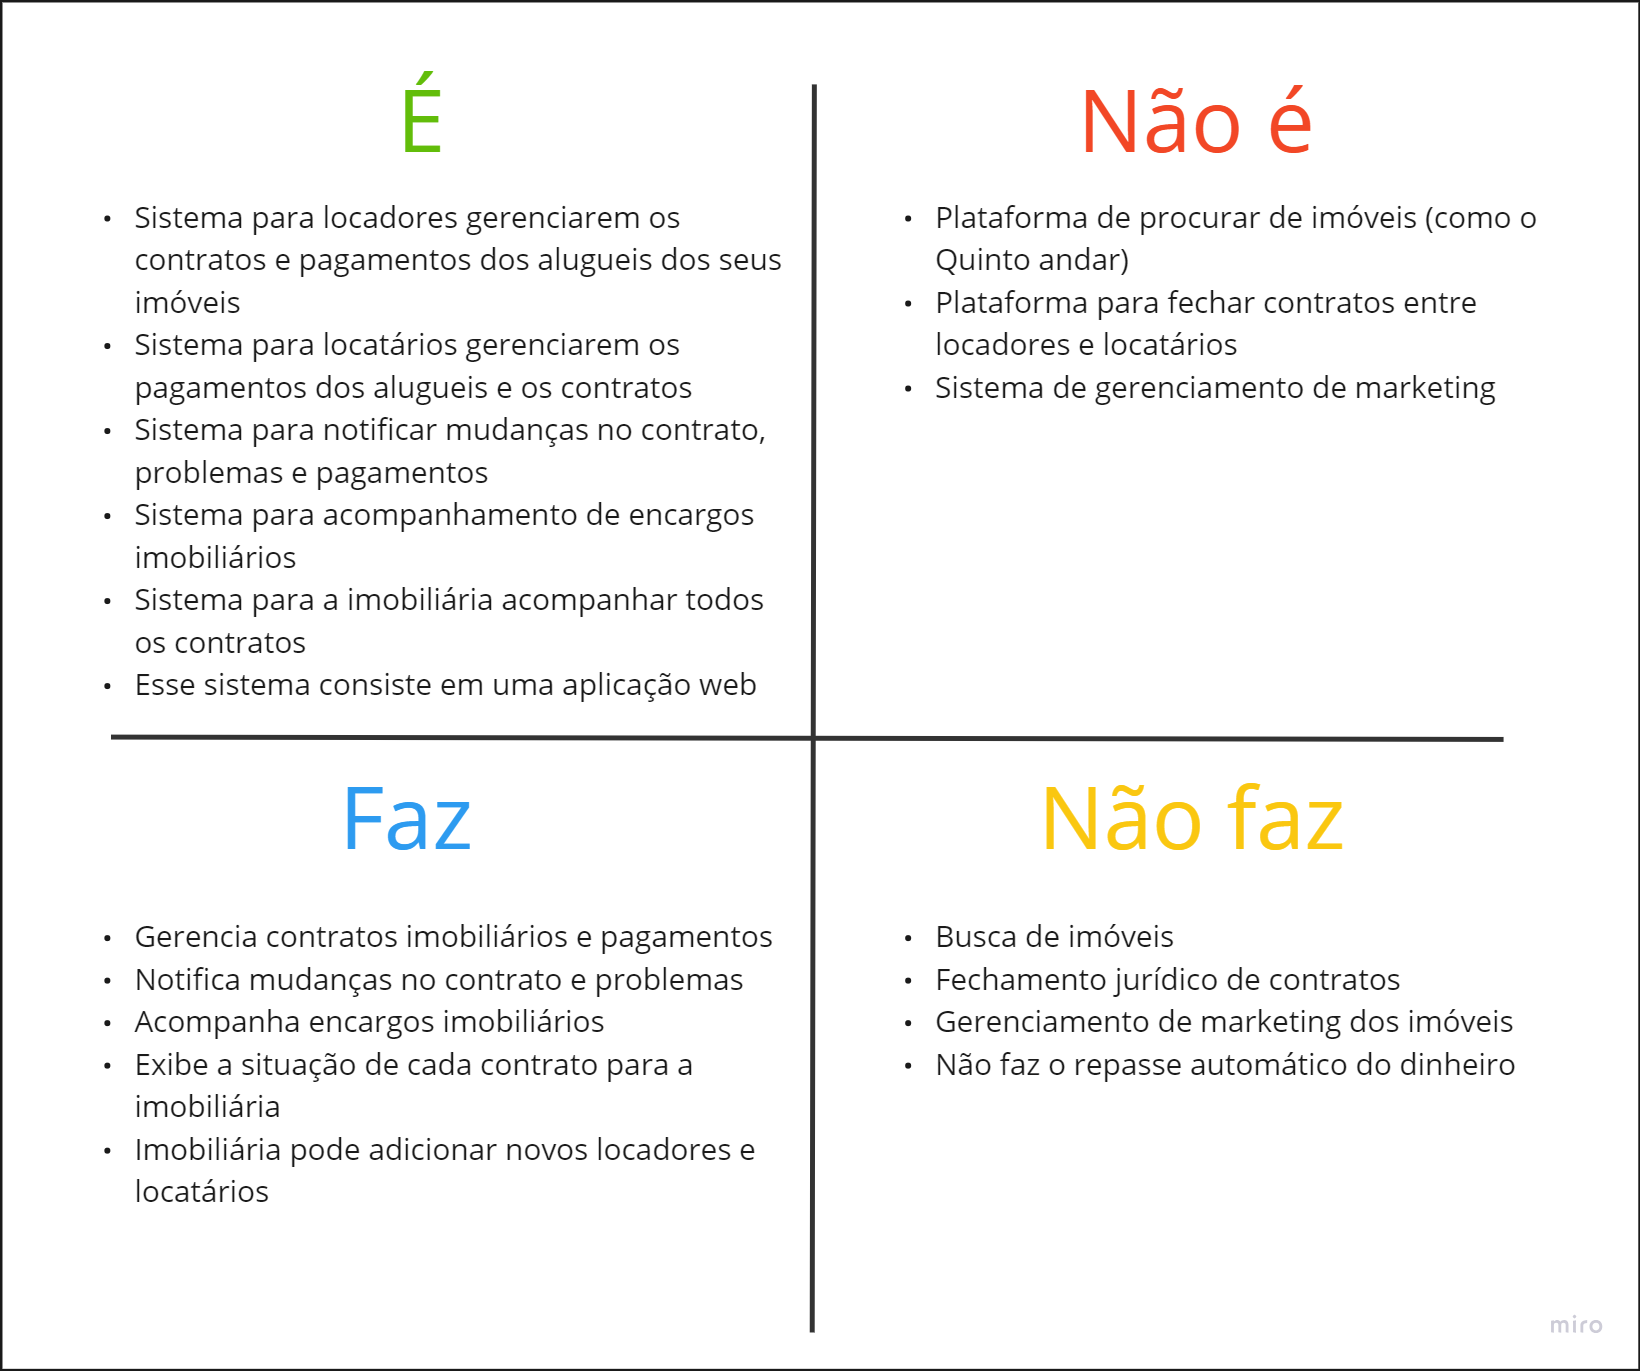 É
• Sistema para locadores gerenciarem os
contratos e pagamentos dos alugueis dos seus
imóveis
• Sistema para locatários gerenciarem os
pagamentos dos alugueis e os contratos
• Sistema para notificar mudanças no contrato,
problemas e pagamentos
• Sistema para acompanhamento de encargos
imobiliários
• Sistema para a imobiliária acompanhar todos
os contratos
• Esse sistema consiste em uma aplicação web
Não é
• Plataforma de procurar de imóveis (como o
Quinto andar)
• Plataforma para fechar contratos entre
locadores e locatários
• Sistema de gerenciamento de marketing
Faz
• Gerencia contratos imobiliários e pagamentos
• Notifica mudanças no contrato e problemas
• Acompanha encargos imobiliários
• Exibe a situação de cada contrato para a
imobiliária
• Imobiliária pode adicionar novos locadores e
locatários
Não faz
• Busca de imóveis
• Fechamento jurídico de contratos
• Gerenciamento de marketing dos imóveis
• Não faz o repasse automático do dinheiro
miro